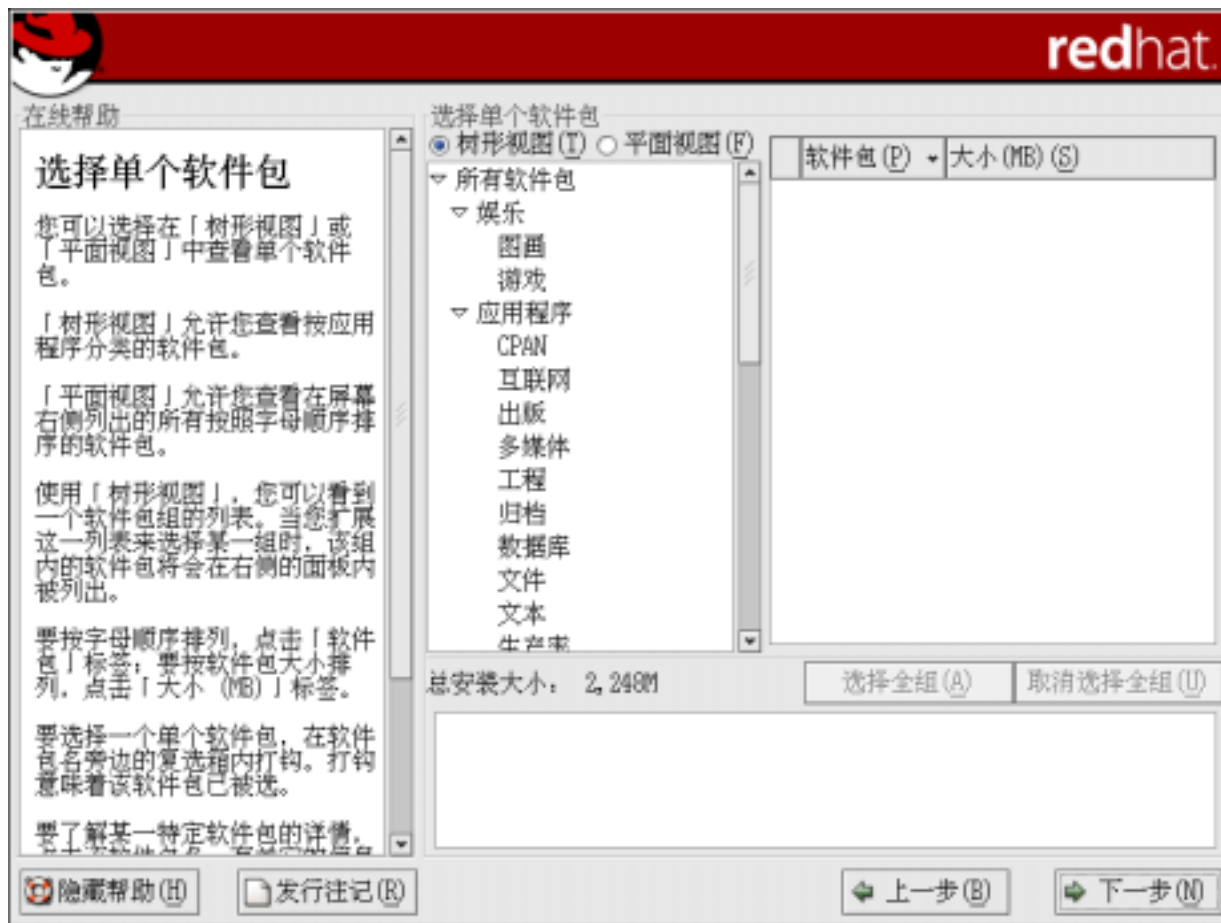 redhat.
在线帮助
选择单个软件包
您可以选择在「树形视图」或
「平面视图」中查看单个软件
包。
「树形视图」允许您查看按应用
程序分类的软件包。
「平面视图」允许您查看在屏幕
右侧列出的所有按照字母顺序排
序的软件包。
使用「树形视图」，您可以看到
一个软件包组的列表。当您扩展
这一列表来选择某一组时，该组
内的软件包将会在右侧的面板内
被列出。
要按字母顺序排列，点击「软件
包」标签；要按软件包大小排
列，点击「大小 (MB)」标签。
要选择一个单个软件包，在软件
包名旁边的复选箱内打钩。打钩
意味着该软件包已被选。
要了解某一特定软件包的详情，
选择单个软件包
树形视图(T) 平面视图(F)
所有软件包
娱乐
图画
游戏
应用程序
CPAN
互联网
出版
多媒体
工程
归档
数据库
文件
文本
生产率
软件包(P) 大小(MB)(S)
总安装大小： 2,248M
选择全组(A) 取消选择全组(U)
隐藏帮助(H) 发行注记(R) 上一步(B) 下一步(N)